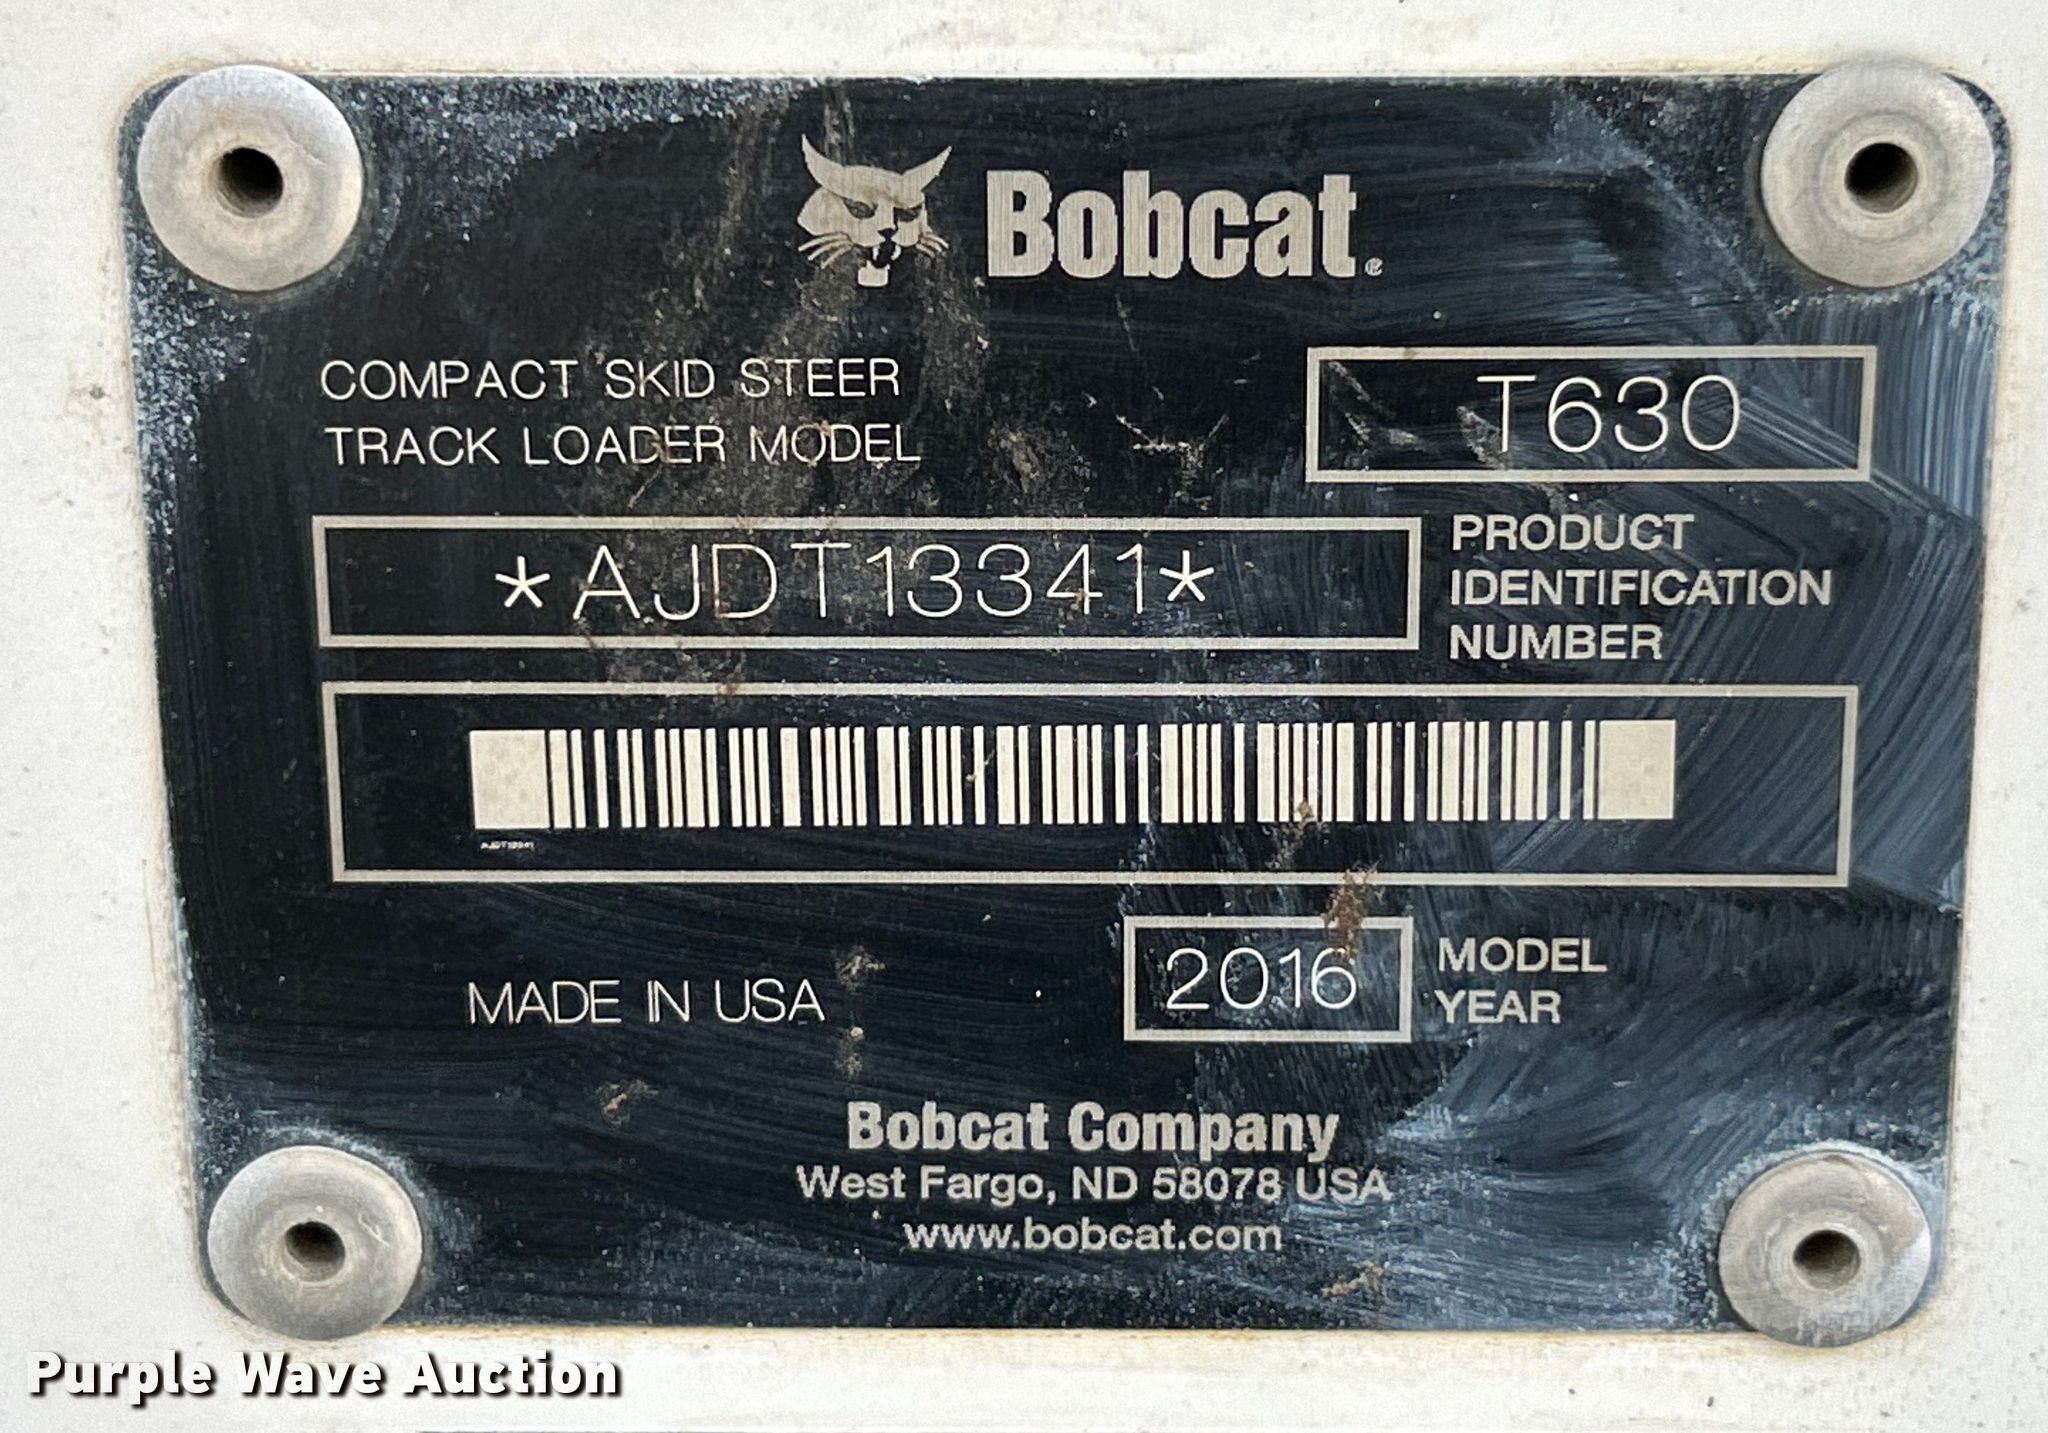 Bobcat®
COMPACT SKID STEER
TRACK LOADER MODEL
T630
*AJDT13341*
PRODUCT
IDENTIFICATION
NUMBER
AJDT13341
MADE IN USA
2016
MODEL
YEAR
Bobcat Company
West Fargo, ND 58078 USA
www.bobcat.com
Purple Wave Auction